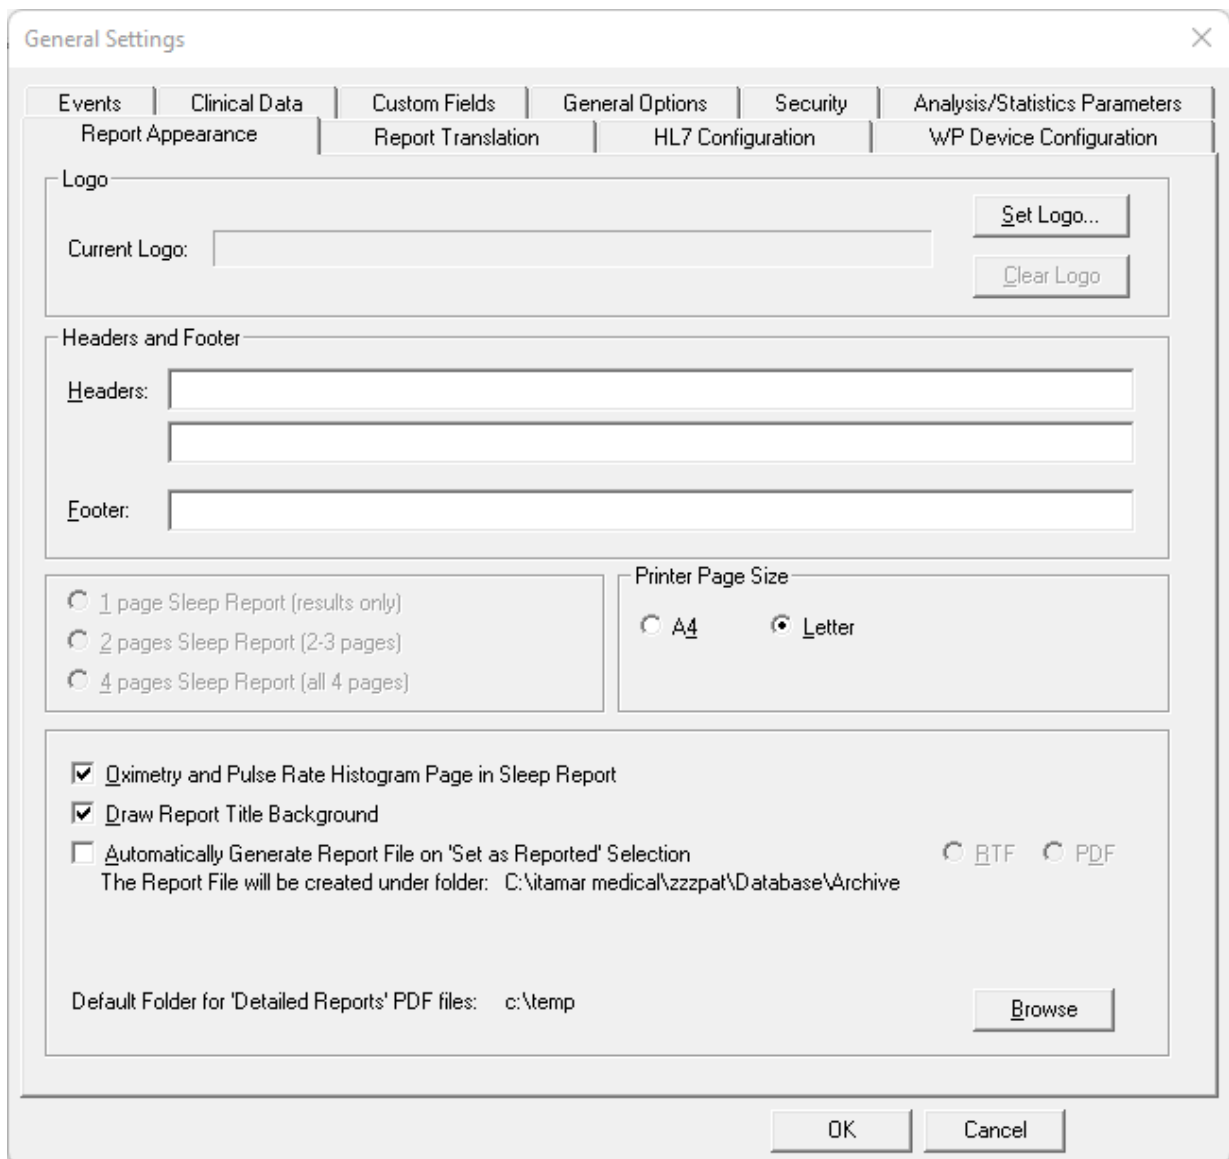 General Settings
Events Clinical Data Custom Fields General Options Security Analysis/Statistics Parameters
Report Appearance Report Translation HL7 Configuration WP Device Configuration
Logo
Set Logo...
Current Logo:
Clear Logo
Headers and Footer
Headers:
Footer:
1 page Sleep Report (results only)
2 pages Sleep Report (2-3 pages)
4 pages Sleep Report (all 4 pages)
Printer Page Size
A4 Letter
Oximetry and Pulse Rate Histogram Page in Sleep Report
Draw Report Title Background
Automatically Generate Report File on 'Set as Reported' Selection RTF PDF
The Report File will be created under folder: C:\itamar medical\zzzpat\Database\Archive
Default Folder for 'Detailed Reports' PDF files: c:\temp
Browse
OK Cancel